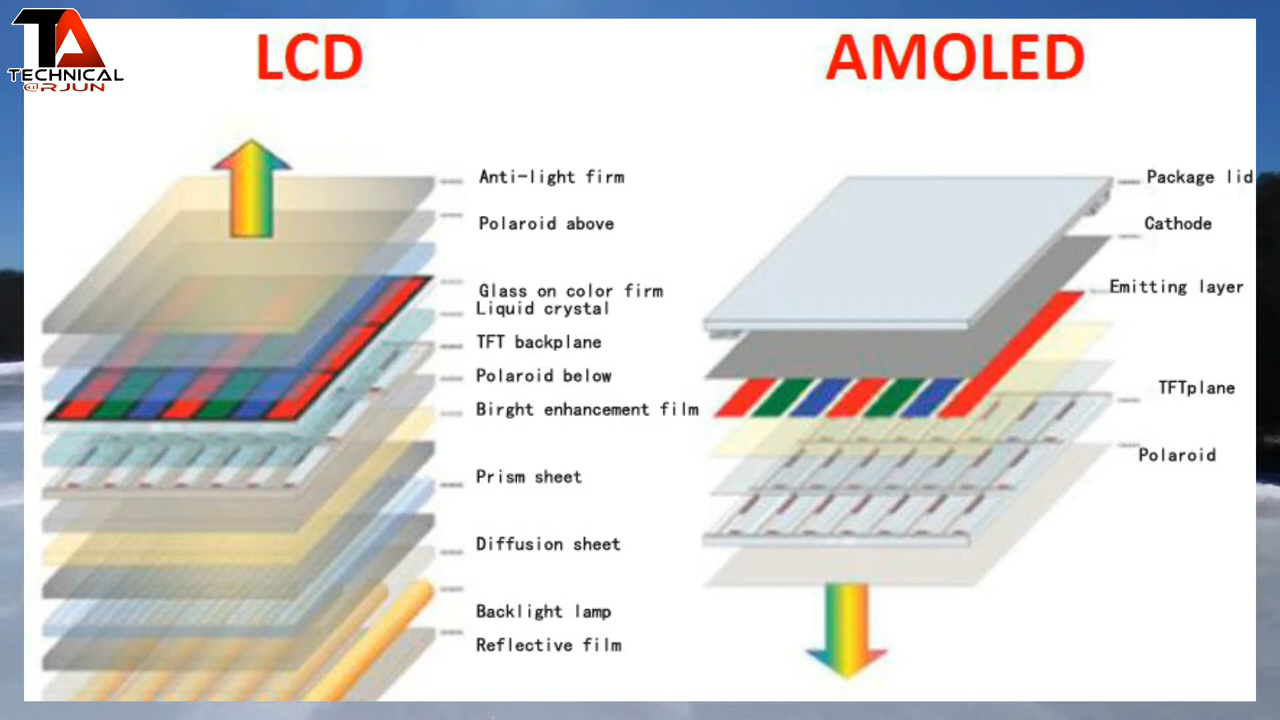 TA
TECHNICAL
@RJUN
LCD
AMOLED
Anti-light firm
Polaroid above
Glass on color firm
Liquid crystal
TFT backplane
Polaroid below
Birght enhancement film
Prism sheet
Diffusion sheet
Backlight lamp
Reflective film
Package lid
Cathode
Emitting layer
TFTplane
Polaroid